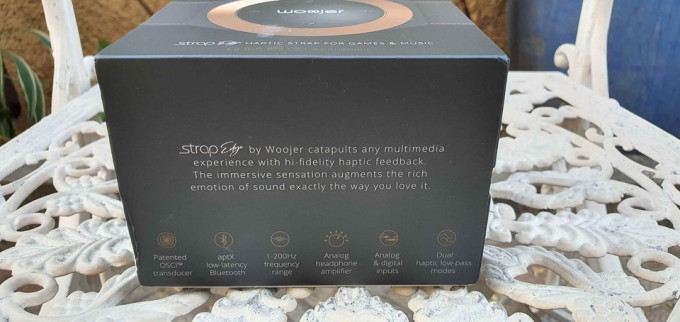 woojer
strap Edge HAPTIC STRAP FOR GAMES & MUSIC
strap Edge by Woojer catapults any multimedia
experience with hi-fidelity haptic feedback.
The immersive sensation augments the rich
emotion of sound exactly the way you love it.
Patented
OSCI™
transducer
aptX
low-latency
Bluetooth
1-200Hz
frequency
range
Analog
headphone
amplifier
Analog
& digital
inputs
Dual
haptic low-pass
modes